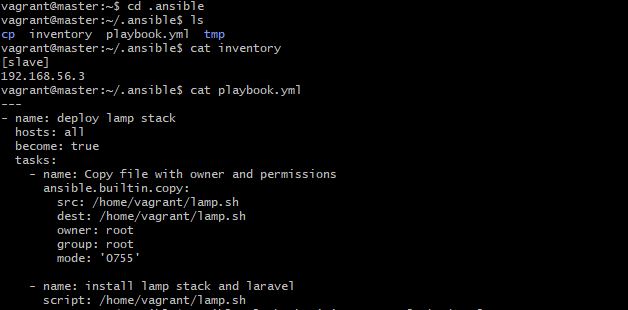 vagrant@master:~$ cd .ansible
vagrant@master:~/.ansible$ ls
cp  inventory  playbook.yml  tmp
vagrant@master:~/.ansible$ cat inventory
[slave]
192.168.56.3
vagrant@master:~/.ansible$ cat playbook.yml
---
- name: deploy lamp stack
  hosts: all
  become: true
  tasks:
    - name: Copy file with owner and permissions
      ansible.builtin.copy:
        src: /home/vagrant/lamp.sh
        dest: /home/vagrant/lamp.sh
        owner: root
        group: root
        mode: '0755'

    - name: install lamp stack and laravel
      script: /home/vagrant/lamp.sh